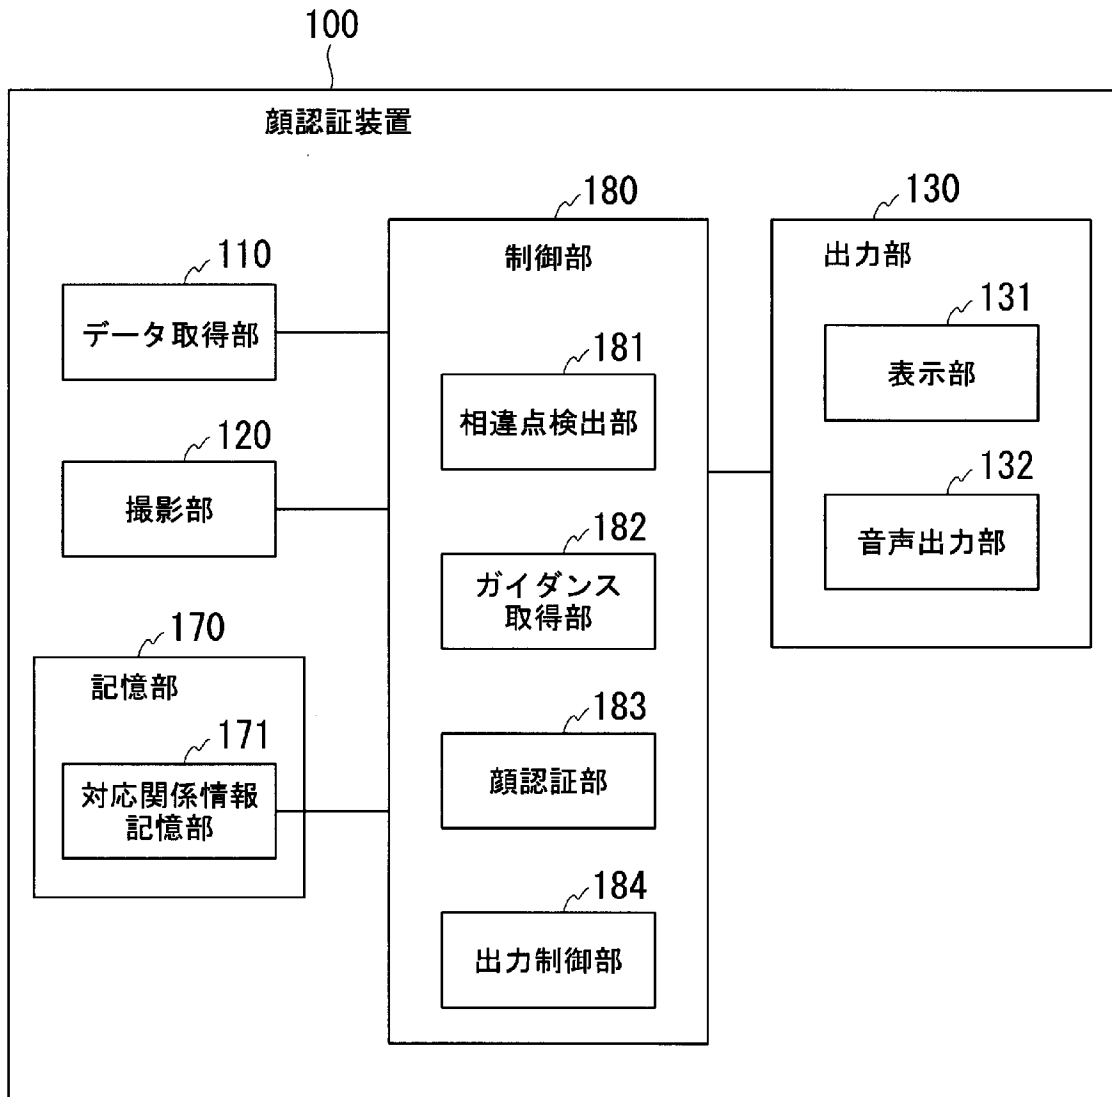 100
顔認証装置
110
データ取得部
120
撮影部
170
記憶部
171
対応関係情報
記憶部
180
制御部
181
相違点検出部
182
ガイダンス
取得部
183
顔認証部
184
出力制御部
130
出力部
131
表示部
132
音声出力部